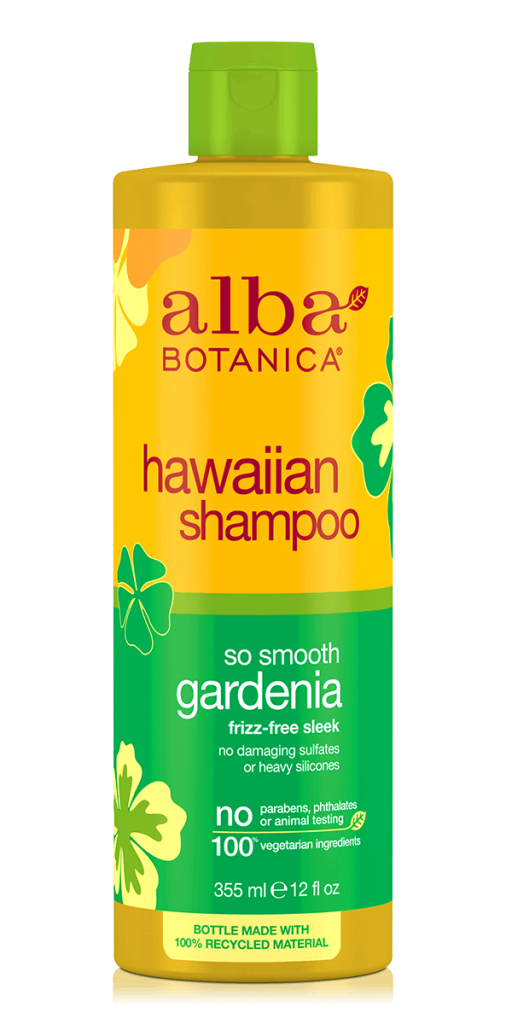 alba
BOTANICA®
hawaiian
shampoo
so smooth
gardenia
frizz-free sleek
no damaging sulfates
or heavy silicones
no parabens, phthalates
or animal testing
100% vegetarian ingredients
355 ml ℮ 12 fl oz
BOTTLE MADE WITH
100% RECYCLED MATERIAL